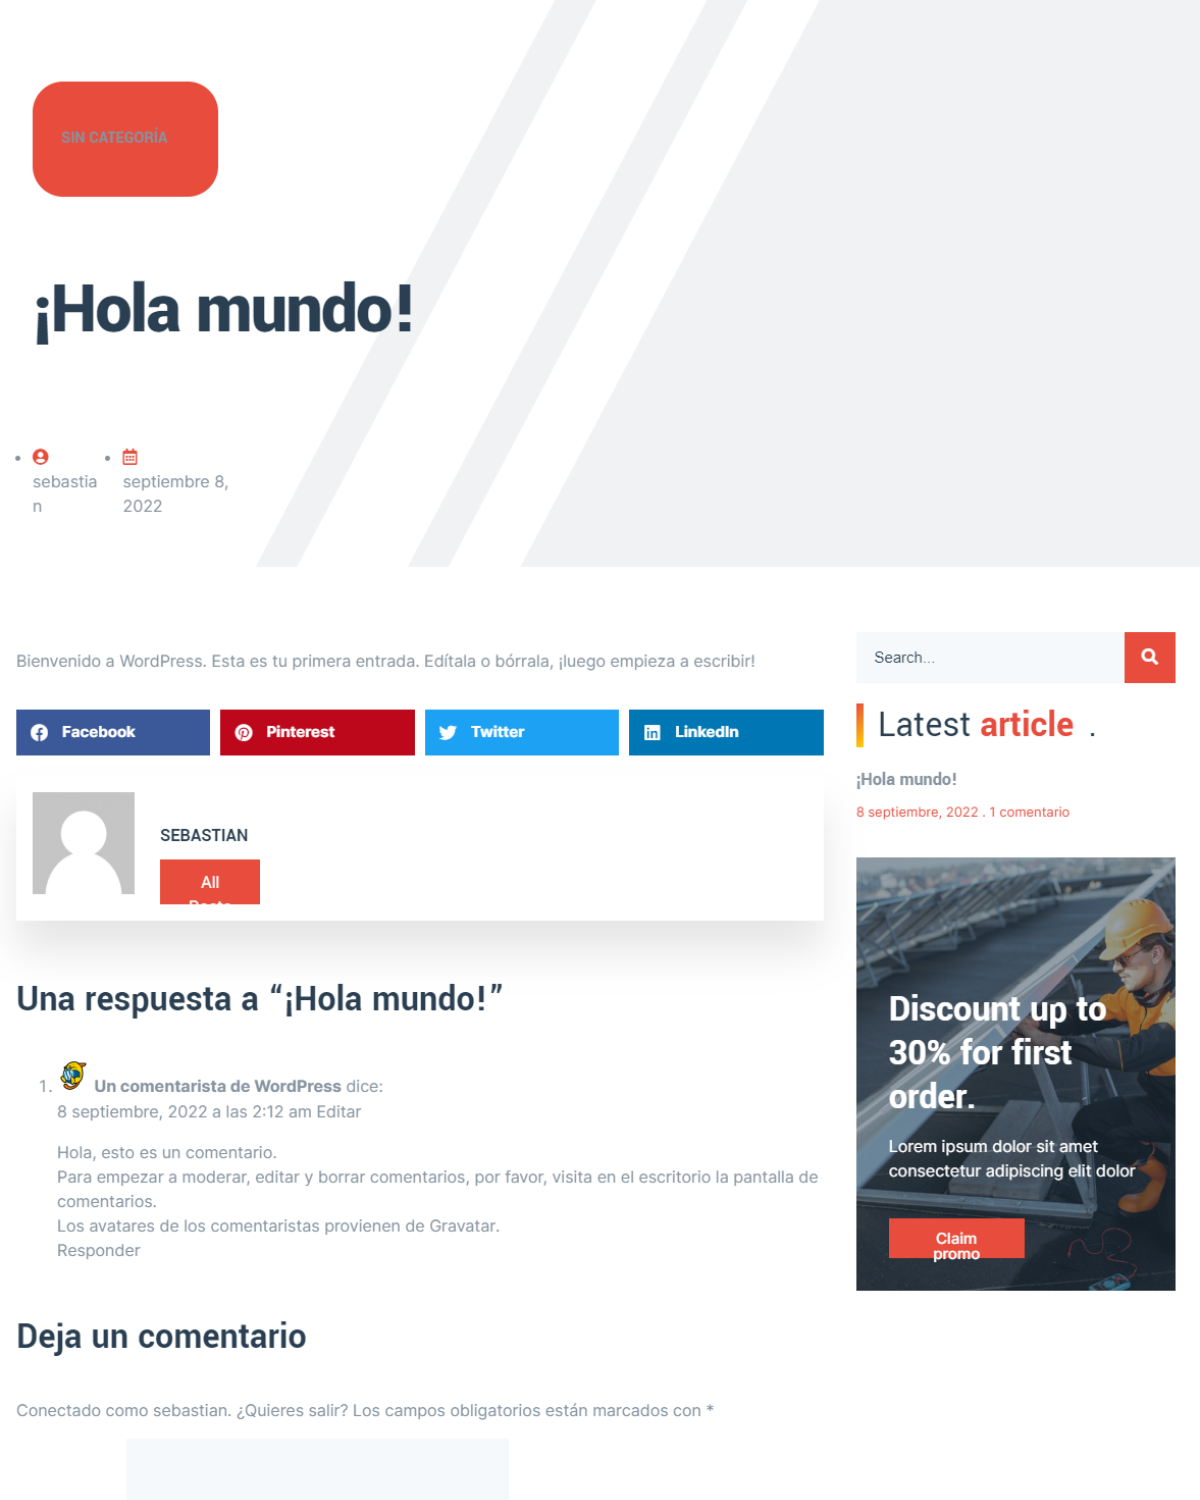 SIN CATEGORÍA
¡Hola mundo!
sebastia
n
septiembre 8,
2022
Bienvenido a WordPress. Esta es tu primera entrada. Edítala o bórrala, ¡luego empieza a escribir!
Facebook
Pinterest
Twitter
LinkedIn
SEBASTIAN
All
Posts
Una respuesta a “¡Hola mundo!”
1. Un comentarista de WordPress dice:
8 septiembre, 2022 a las 2:12 am Editar
Hola, esto es un comentario.
Para empezar a moderar, editar y borrar comentarios, por favor, visita en el escritorio la pantalla de
comentarios.
Los avatares de los comentaristas provienen de Gravatar.
Responder
Deja un comentario
Conectado como sebastian. ¿Quieres salir? Los campos obligatorios están marcados con *
Search...
Latest article .
¡Hola mundo!
8 septiembre, 2022 . 1 comentario
Discount up to
30% for first
order.
Lorem ipsum dolor sit amet
consectetur adipiscing elit dolor
Claim
promo